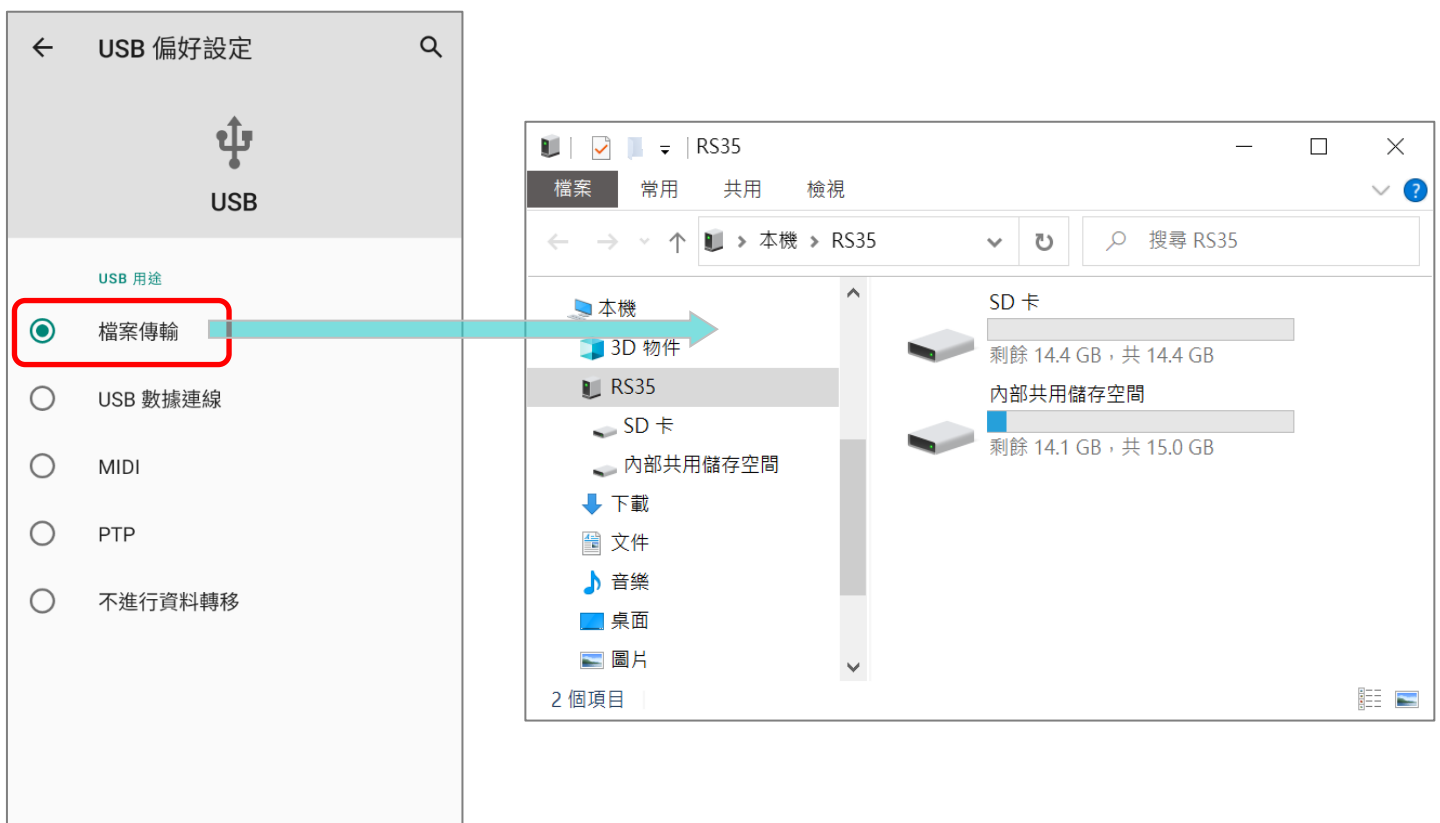 USB 偏好設定
USB
USB 用途
檔案傳輸
USB 數據連線
MIDI
PTP
不進行資料轉移
RS35
檔案 常用 共用 檢視
本機 RS35 搜尋 RS35
本機
3D 物件
RS35
SD 卡
內部共用儲存空間
下載
文件
音樂
桌面
圖片
SD 卡
剩餘 14.4 GB，共 14.4 GB
內部共用儲存空間
剩餘 14.1 GB，共 15.0 GB
2 個項目